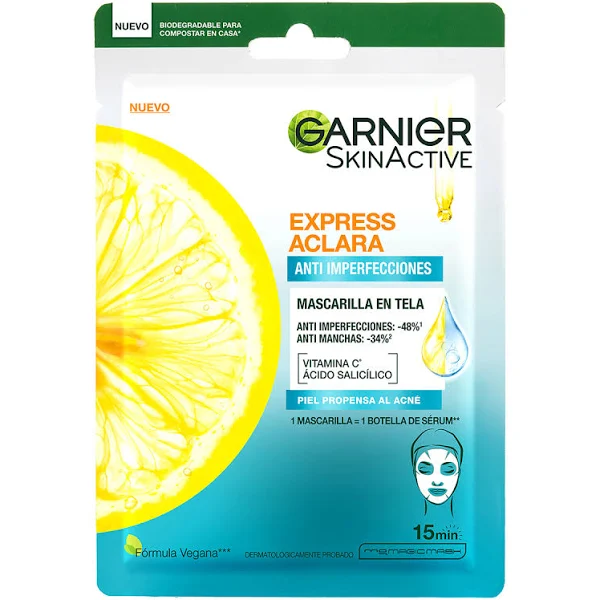 NUEVO
BIODEGRADABLE PARA
COMPOSTAR EN CASA*
NUEVO
GARNIER
SKINACTIVE
EXPRESS
ACLARA
ANTI IMPERFECCIONES
MASCARILLA EN TELA
ANTI IMPERFECCIONES: -48%¹
ANTI MANCHAS: -34%²
VITAMINA C*
ÁCIDO SALICÍLICO
PIEL PROPENSA AL ACNÉ
1 MASCARILLA = 1 BOTELLA DE SÉRUM**
15min
Fórmula Vegana***
DERMATOLOGICAMENTE PROBADO